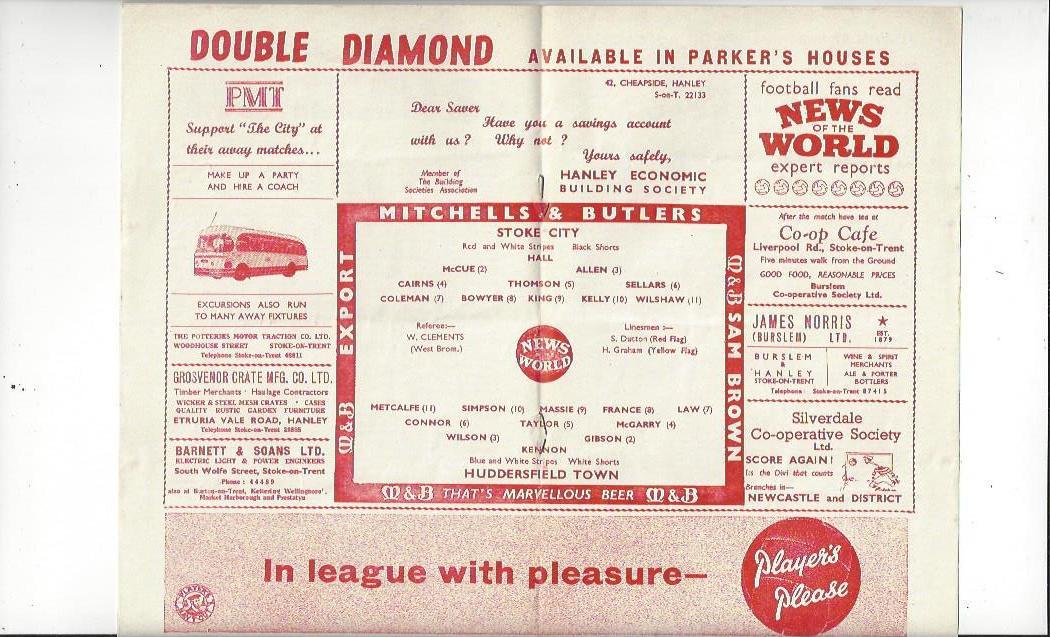 DOUBLE DIAMOND AVAILABLE IN PARKER'S HOUSES
PMT
Support "The City" at
their away matches...
MAKE UP A PARTY
AND HIRE A COACH
EXCURSIONS ALSO RUN
TO MANY AWAY FIXTURES
THE POTTERIES MOTOR TRACTION CO. LTD.
WOODHOUSE STREET STOKE-ON-TRENT
Telephone Stoke-on-Trent 48811
GROSVENOR CRATE MFG. CO. LTD.
Timber Merchants · Haulage Contractors
WICKER & STEEL MESH CRATES · CASES
QUALITY RUSTIC GARDEN FURNITURE
ETRURIA VALE ROAD, HANLEY
Telephone Stoke-on-Trent
BARNETT & SOANS LTD.
ELECTRIC LIGHT & POWER ENGINEERS
South Wolfe Street, Stoke-on-Trent
Phone: 44489
also at Burton-on-Trent, Kettering Wellingboro',
Market Harborough and Prestatyn
42, CHEAPSIDE, HANLEY
S-on-T. 22133
Dear Saver
Have you a savings account
with us? Why not?
Yours safely,
Member of
The Building
Societies Association
HANLEY ECONOMIC
BUILDING SOCIETY
MITCHELLS & BUTLERS
M&B EXPORT
M&B SAM BROWN
STOKE CITY
Red and White Stripes Black Shorts
HALL
McCUE (2) ALLEN (3)
CAIRNS (4) THOMSON (5) SELLARS (6)
COLEMAN (7) BOWYER (8) KING (9) KELLY (10) WILSHAW (11)
Referee:—
W. CLEMENTS
(West Brom.)
NEWS
OF THE
WORLD
Linesmen :—
S. Dutton (Red Flag)
H. Graham (Yellow Flag)
METCALFE (11) SIMPSON (10) MASSIE (9) FRANCE (8) LAW (7)
CONNOR (6) TAYLOR (5) McGARRY (4)
WILSON (3) GIBSON (2)
KENNON
Blue and White Stripes White Shorts
HUDDERSFIELD TOWN
M&B THAT'S MARVELLOUS BEER M&B
football fans read
NEWS
OF THE
WORLD
expert reports
After the match have tea at
Co-op Cafe
Liverpool Rd., Stoke-on-Trent
Five minutes walk from the Ground
GOOD FOOD, REASONABLE PRICES
Burslem
Co-operative Society Ltd.
JAMES NORRIS
(BURSLEM) LTD.
★
EST.
1879
BURSLEM
&
HANLEY
STOKE-ON-TRENT
WINE & SPIRIT
MERCHANTS
ALE & PORTER
BOTTLERS
Telephone: Stoke-on-Trent 87415
Silverdale
Co-operative Society
Ltd.
SCORE AGAIN!
Its the Divi that counts
Branches in—
NEWCASTLE and DISTRICT
In league with pleasure—
Player's
Please